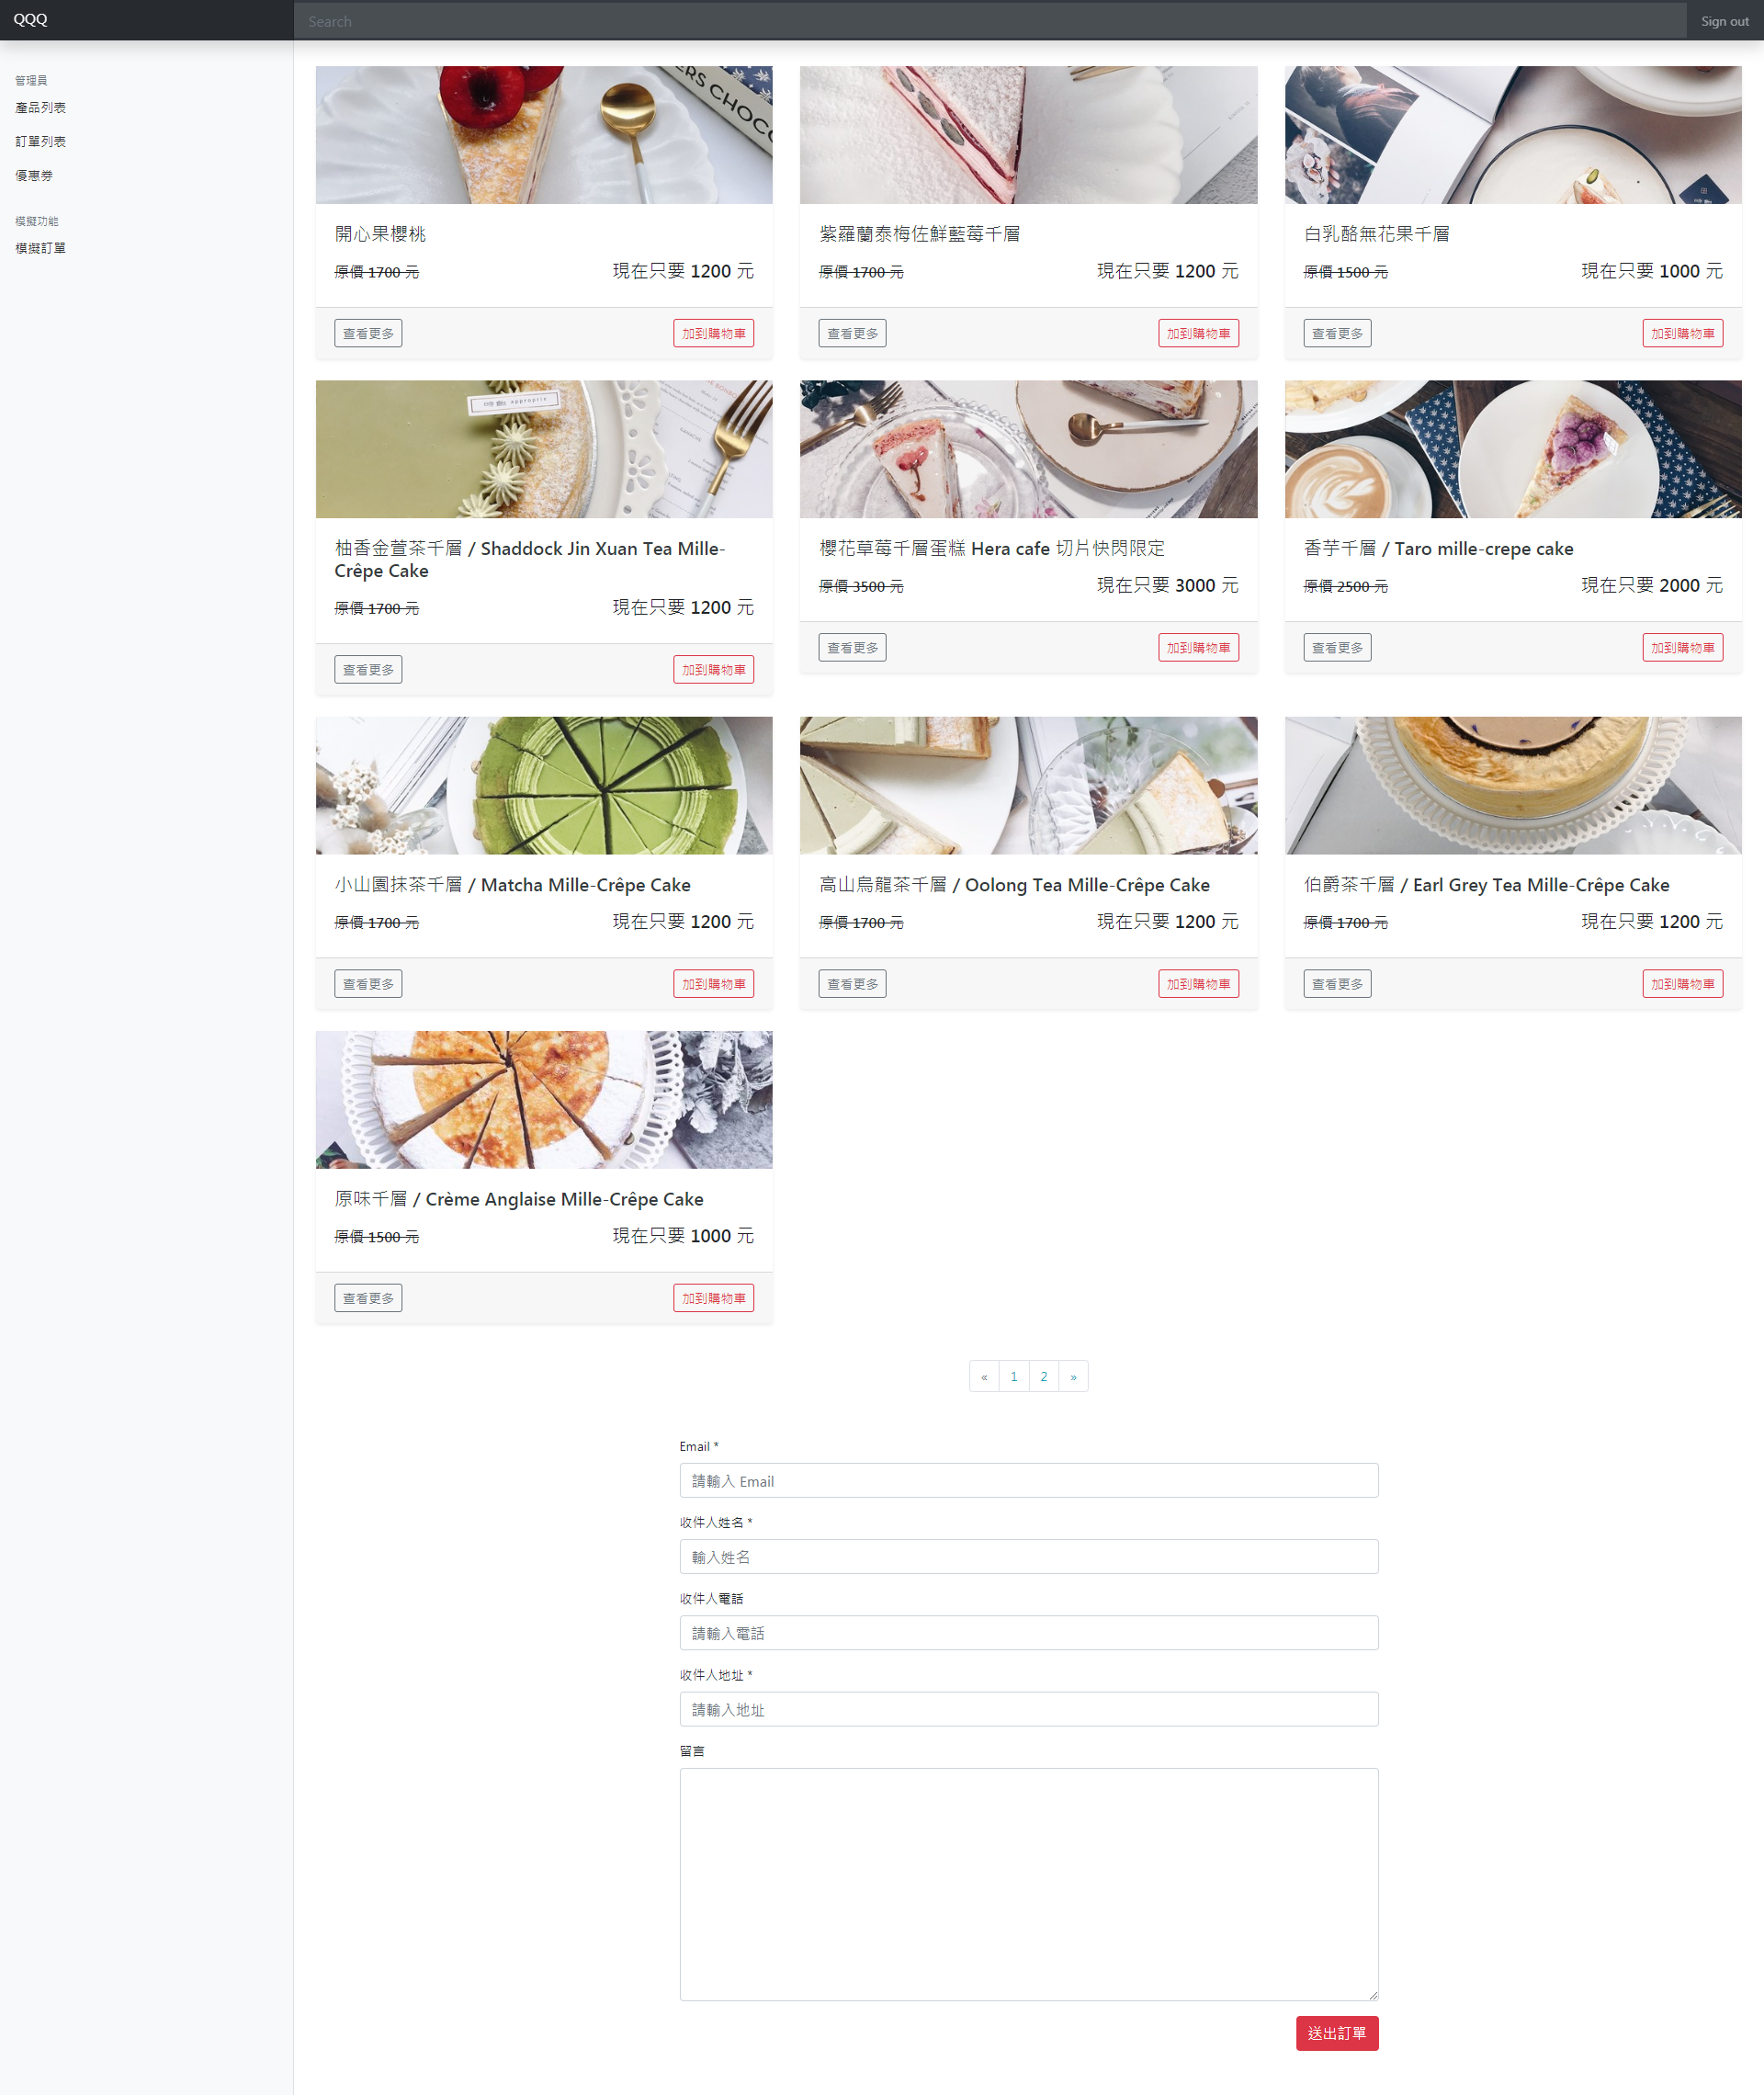 QQQ
Search
Sign out
管理員
產品列表
訂單列表
優惠券
模擬功能
模擬訂單
ERS CHOCO
開心果櫻桃
原價 1700 元
現在只要 1200 元
查看更多
加到購物車
紫羅蘭泰梅佐鮮藍莓千層
原價 1700 元
現在只要 1200 元
查看更多
加到購物車
白乳酪無花果千層
原價 1500 元
現在只要 1000 元
查看更多
加到購物車
柚香金萱茶千層 / Shaddock Jin Xuan Tea Mille-
Crêpe Cake
原價 1700 元
現在只要 1200 元
查看更多
加到購物車
櫻花草莓千層蛋糕 Hera cafe 切片快閃限定
原價 3500 元
現在只要 3000 元
查看更多
加到購物車
香芋千層 / Taro mille-crepe cake
原價 2500 元
現在只要 2000 元
查看更多
加到購物車
小山園抹茶千層 / Matcha Mille-Crêpe Cake
原價 1700 元
現在只要 1200 元
查看更多
加到購物車
高山烏龍茶千層 / Oolong Tea Mille-Crêpe Cake
原價 1700 元
現在只要 1200 元
查看更多
加到購物車
伯爵茶千層 / Earl Grey Tea Mille-Crêpe Cake
原價 1700 元
現在只要 1200 元
查看更多
加到購物車
原味千層 / Crème Anglaise Mille-Crêpe Cake
原價 1500 元
現在只要 1000 元
查看更多
加到購物車
« 1 2 »
Email *
請輸入 Email
收件人姓名 *
輸入姓名
收件人電話
請輸入電話
收件人地址 *
請輸入地址
留言
送出訂單